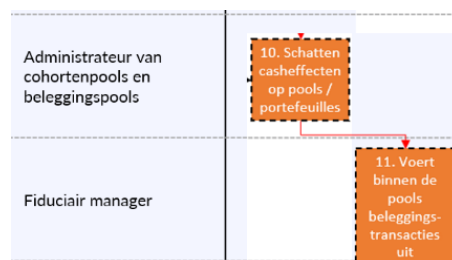 Administrateur van
cohortenpools en
beleggingspools
10. Schatten
casheffecten
op pools /
portefeuilles
Fiduciair manager
11. Voert
binnen de
pools
beleggings-
transacties
uit